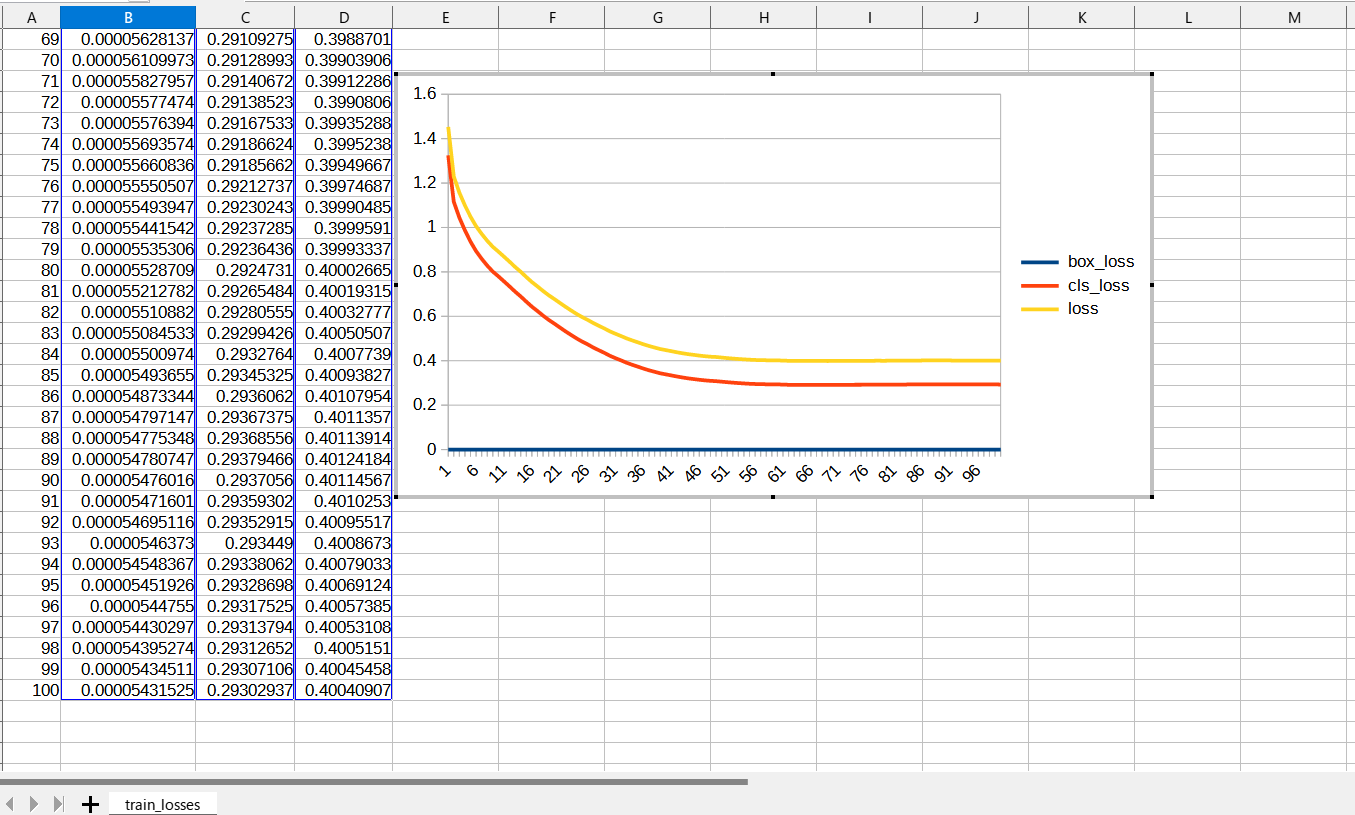 A B C D E F G H I J K L M
69 0.00005628137 0.29109275 0.3988701
70 0.000056109973 0.29128993 0.39903906
71 0.000055827957 0.29140672 0.39912286
72 0.00005577474 0.29138523 0.3990806
73 0.00005576394 0.29167533 0.39935288
74 0.000055693574 0.29186624 0.3995238
75 0.000055660836 0.29185662 0.39949667
76 0.000055550507 0.29212737 0.39974687
77 0.000055493947 0.29230243 0.39990485
78 0.000055441542 0.29237285 0.3999591
79 0.00005535306 0.29236436 0.39993337
80 0.00005528709 0.2924731 0.40002665
81 0.000055212782 0.29265484 0.40019315
82 0.00005510882 0.29280555 0.40032777
83 0.000055084533 0.29299426 0.40050507
84 0.00005500974 0.2932764 0.4007739
85 0.00005493655 0.29345325 0.40093827
86 0.000054873344 0.2936062 0.40107954
87 0.000054797147 0.29367375 0.4011357
88 0.000054775348 0.29368556 0.40113914
89 0.000054780747 0.29379466 0.40124184
90 0.00005476016 0.2937056 0.40114567
91 0.00005471601 0.29359302 0.4010253
92 0.000054695116 0.29352915 0.40095517
93 0.0000546373 0.293449 0.4008673
94 0.000054548367 0.29338062 0.40079033
95 0.00005451926 0.29328698 0.40069124
96 0.0000544755 0.29317525 0.40057385
97 0.000054430297 0.29313794 0.40053108
98 0.000054395274 0.29312652 0.4005151
99 0.00005434511 0.29307106 0.40045458
100 0.00005431525 0.29302937 0.40040907
1.6
1.4
1.2
1
0.8
0.6
0.4
0.2
0
1 6 11 16 21 26 31 36 41 46 51 56 61 66 71 76 81 86 91 96
box_loss
cls_loss
loss
train_losses